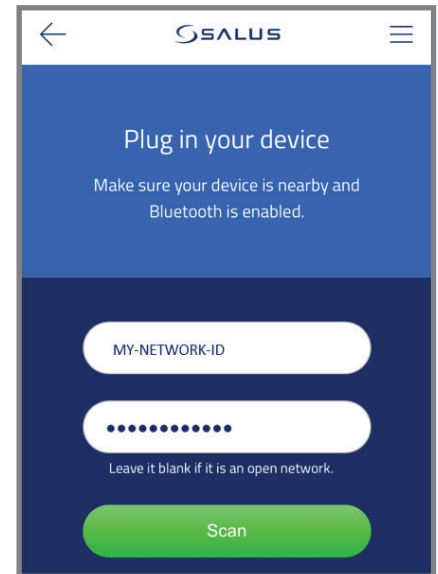 SALUS
Plug in your device
Make sure your device is nearby and
Bluetooth is enabled.
MY-NETWORK-ID
••••••••••••
Leave it blank if it is an open network.
Scan